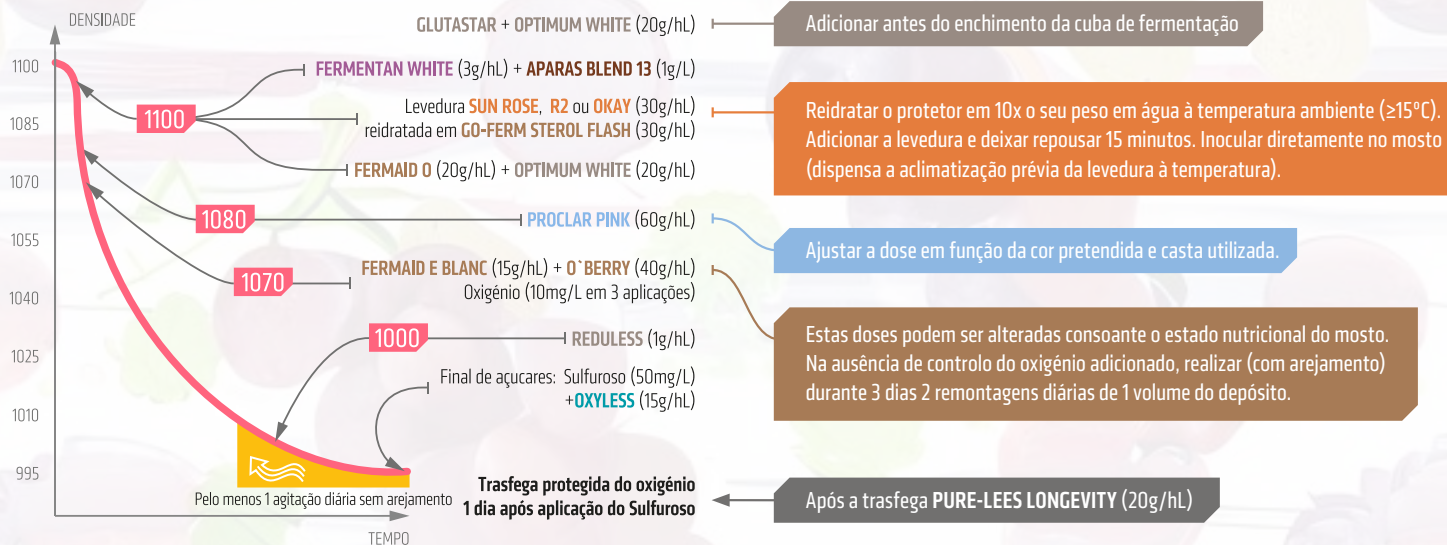 DENSIDADE
1100
1085
1070
1055
1040
1025
1010
995
TEMPO
GLUTASTAR + OPTIMUM WHITE (20g/hL)
Adicionar antes do enchimento da cuba de fermentação
1100
FERMENTAN WHITE (3g/hL) + APARAS BLEND 13 (1g/L)
Levedura SUN ROSE, R2 ou OKAY (30g/hL)
reidratada em GO-FERM STEROL FLASH (30g/hL)
FERMAID O (20g/hL) + OPTIMUM WHITE (20g/hL)
Reidratar o protetor em 10x o seu peso em água à temperatura ambiente (≥15ºC).
Adicionar a levedura e deixar repousar 15 minutos. Inocular diretamente no mosto
(dispensa a aclimatização prévia da levedura à temperatura).
1080
PROCLAR PINK (60g/hL)
Ajustar a dose em função da cor pretendida e casta utilizada.
1070
FERMAID E BLANC (15g/hL) + O`BERRY (40g/hL)
Oxigénio (10mg/L em 3 aplicações)
Estas doses podem ser alteradas consoante o estado nutricional do mosto.
Na ausência de controlo do oxigénio adicionado, realizar (com arejamento)
durante 3 dias 2 remontagens diárias de 1 volume do depósito.
1000
REDULESS (1g/hL)
Final de açucares: Sulfuroso (50mg/L)
+OXYLESS (15g/hL)
Pelo menos 1 agitação diária sem arejamento
Trasfega protegida do oxigénio
1 dia após aplicação do Sulfuroso
Após a trasfega PURE-LEES LONGEVITY (20g/hL)